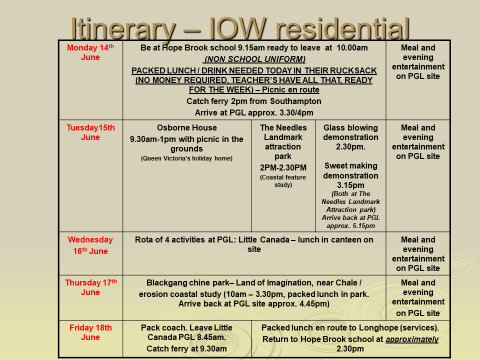 Itinerary – IOW residential
Monday 14th
June
Be at Hope Brook school 9.15am ready to leave at 10.00am
(NON SCHOOL UNIFORM)
PACKED LUNCH / DRINK NEEDED TODAY IN THEIR RUCKSACK
(NO MONEY REQUIRED, TEACHER'S HAVE ALL THAT. READY
FOR THE WEEK) – Picnic en route
Catch ferry 2pm from Southampton
Arrive at PGL approx. 3.30/4pm
Meal and
evening
entertainment
on PGL site
Tuesday15th
June
Osborne House
9.30am-1pm with picnic in the
grounds
(Queen Victoria's holiday home)
The Needles
Landmark
attraction
park
2PM-2.30PM
(Coastal feature
study)
Glass blowing
demonstration
2.30pm.
Sweet making
demonstration
3.15pm
(Both at The
Needles Landmark
Attraction park)
Arrive back at PGL
approx. 5.15pm
Meal and
evening
entertainment
on PGL site
Wednesday
16th June
Rota of 4 activities at PGL: Little Canada – lunch in canteen on
site
Meal and
evening
entertainment
on PGL site
Thursday 17th
June
Blackgang chine park– Land of Imagination, near Chale /
erosion coastal study (10am – 3.30pm, packed lunch in park.
Arrive back at PGL site approx. 4.45pm)
Meal and
evening
entertainment
on PGL site
Friday 18th
June
Pack coach. Leave Little
Canada PGL 8.45am.
Catch ferry at 9.30am
Packed lunch en route to Longhope (services).
Return to Hope Brook school at approximately
2.30pm